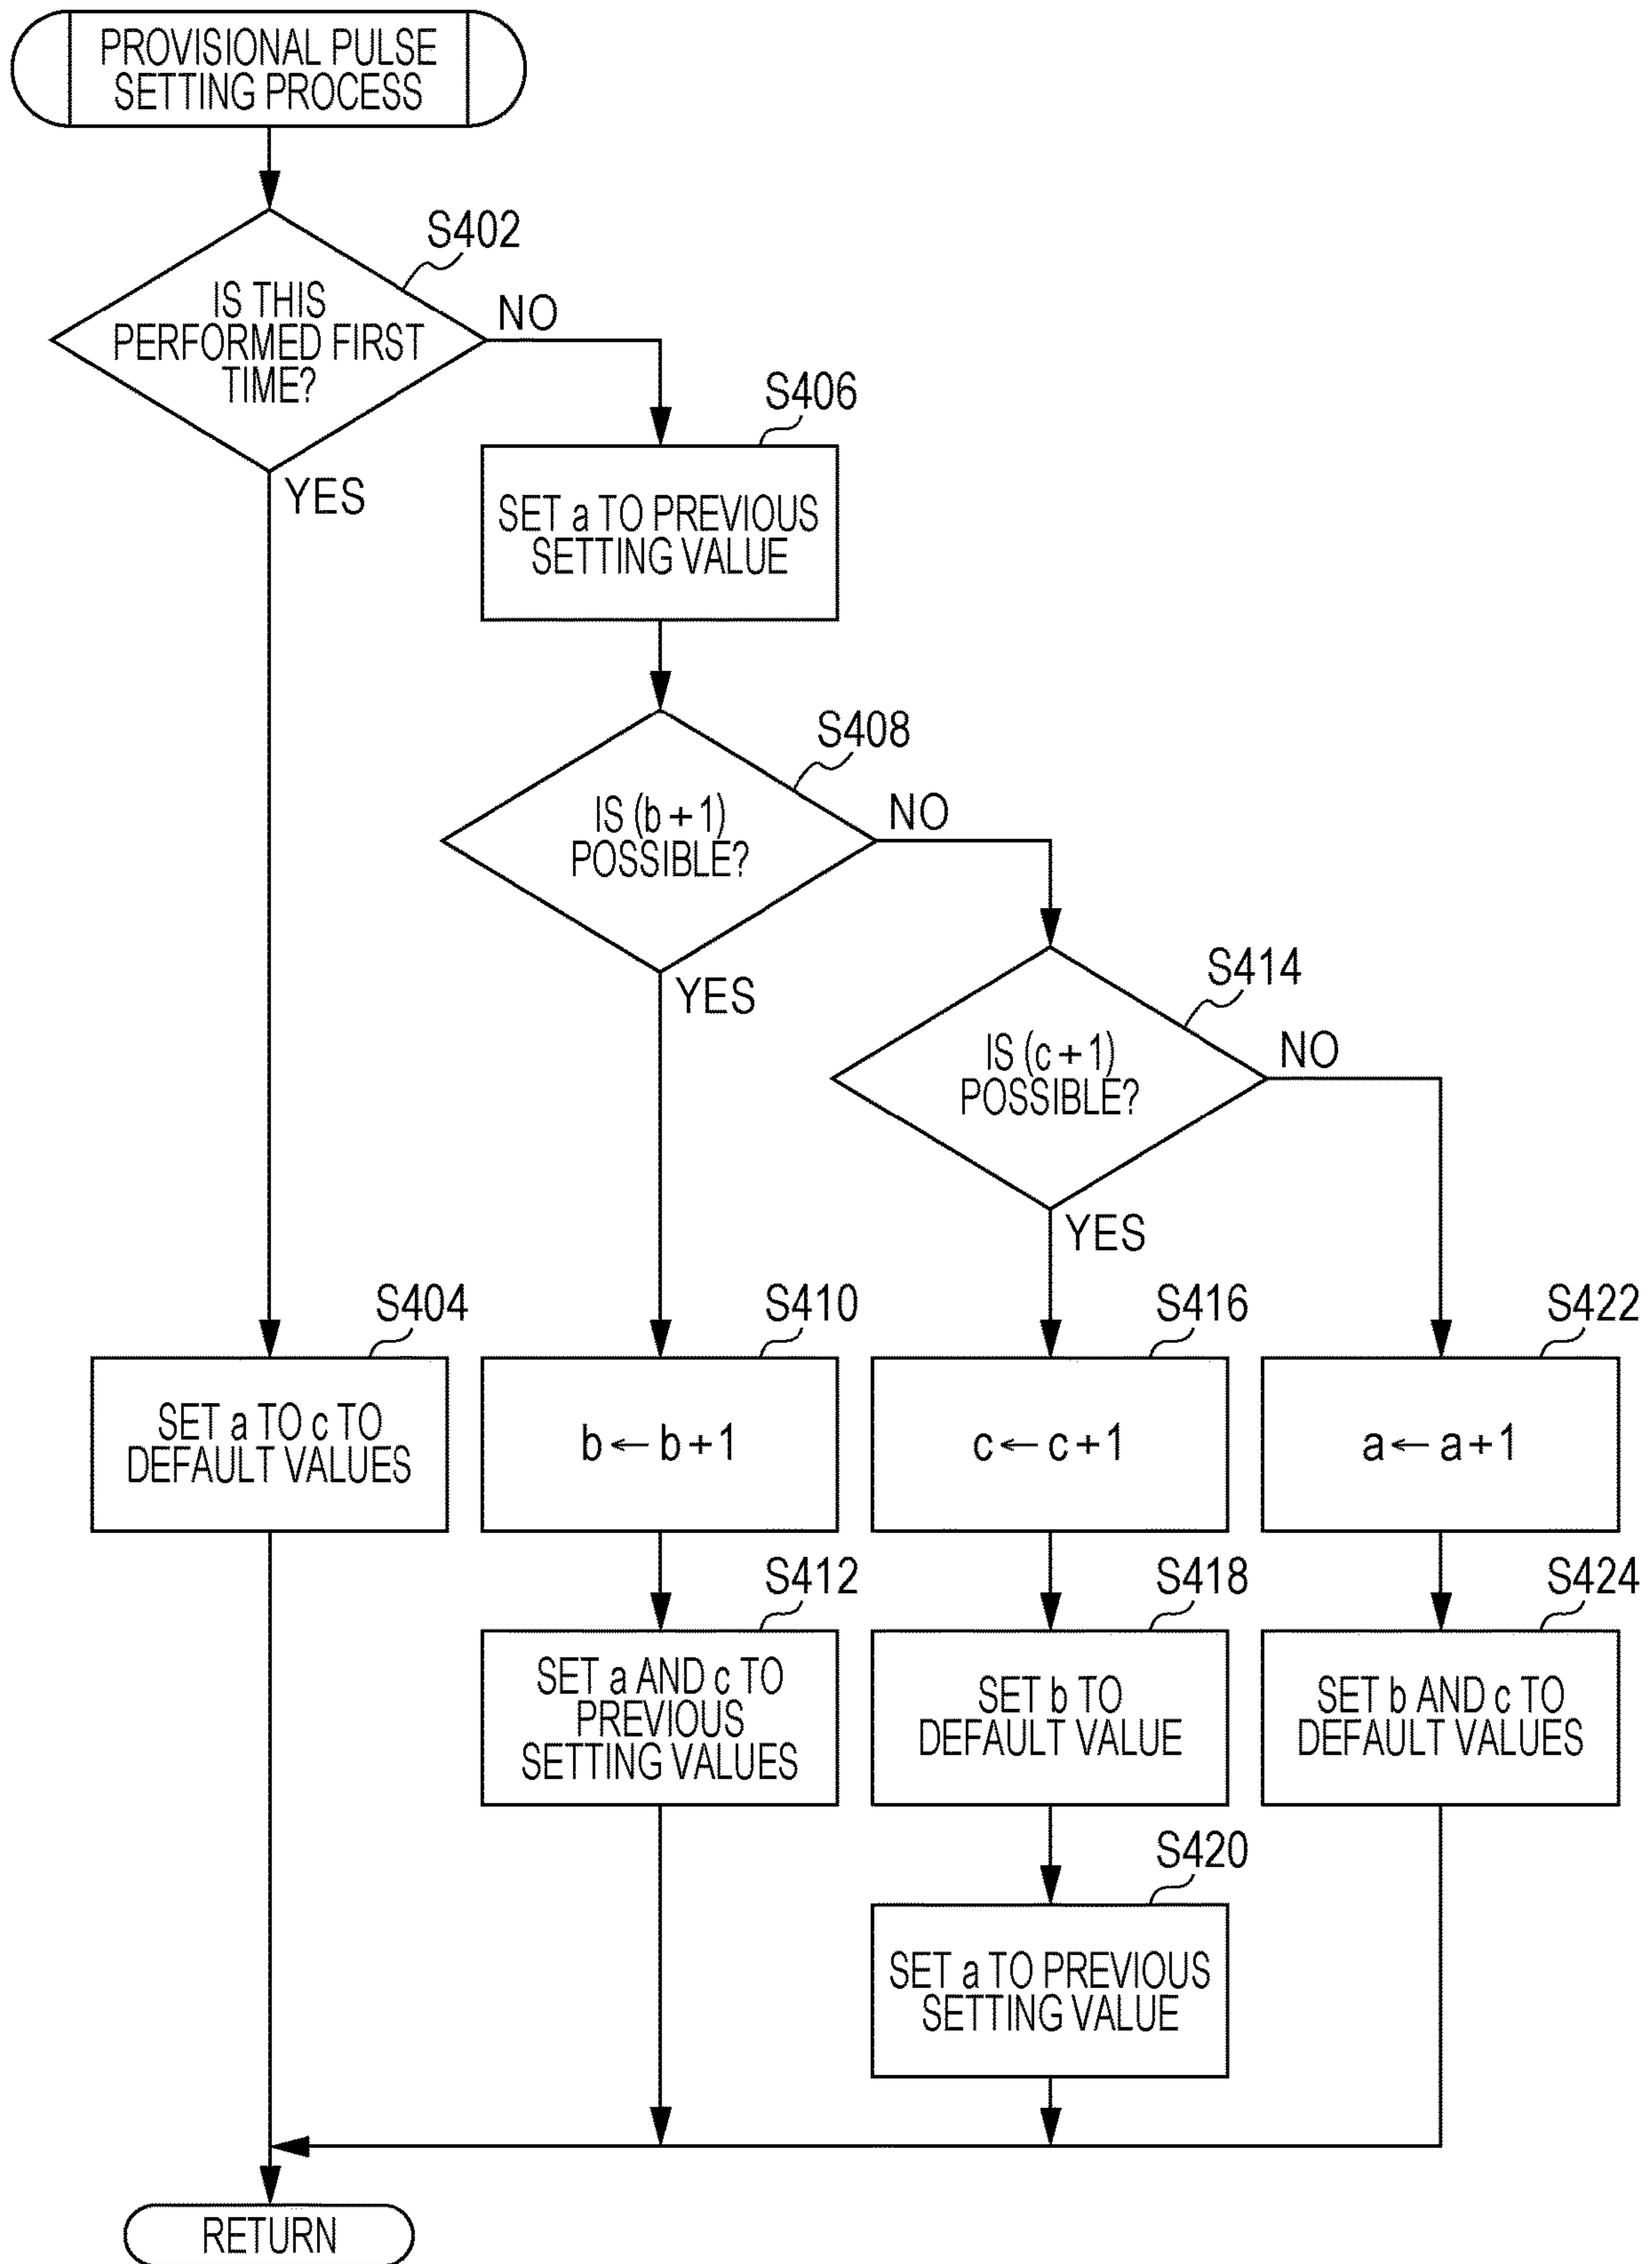 PROVISIONAL PULSE
SETTING PROCESS
S402
IS THIS
PERFORMED FIRST
TIME?
NO
YES
S406
SET a TO PREVIOUS
SETTING VALUE
S408
IS (b + 1)
POSSIBLE?
NO
YES
S414
IS (c + 1)
POSSIBLE?
NO
YES
S404
SET a TO c TO
DEFAULT VALUES
S410
b ← b + 1
S416
c ← c + 1
S422
a ← a + 1
S412
SET a AND c TO
PREVIOUS
SETTING VALUES
S418
SET b TO
DEFAULT VALUE
S424
SET b AND c TO
DEFAULT VALUES
S420
SET a TO PREVIOUS
SETTING VALUE
RETURN